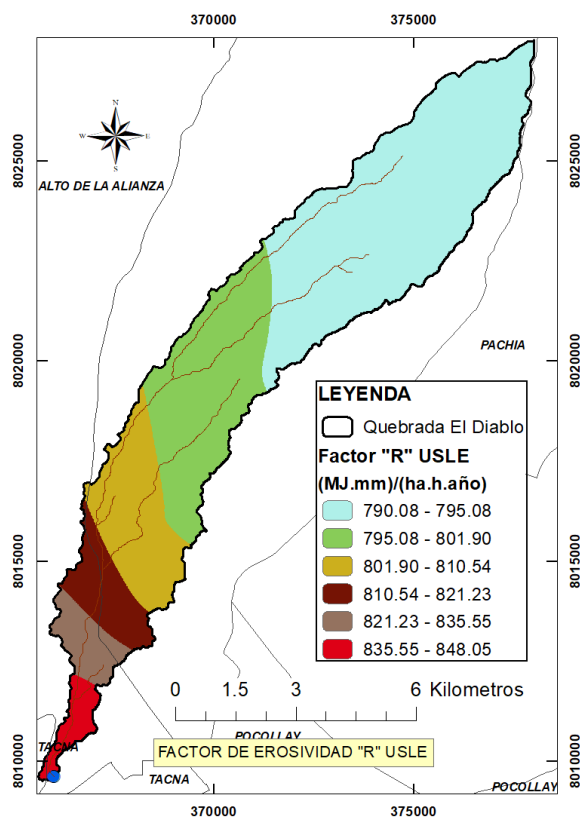 370000
375000
N
W
E
S
8025000
8025000
ALTO DE LA ALIANZA
8020000
8020000
PACHIA
LEYENDA
Quebrada El Diablo
Factor "R" USLE
(MJ.mm)/(ha.h.año)
790.08 - 795.08
795.08 - 801.90
801.90 - 810.54
810.54 - 821.23
821.23 - 835.55
835.55 - 848.05
8015000
8015000
0
1.5
3
6
Kilometros
POCOLLAY
TACNA
FACTOR DE EROSIVIDAD "R" USLE
8010000
8010000
TACNA
POCOLLAY
370000
375000